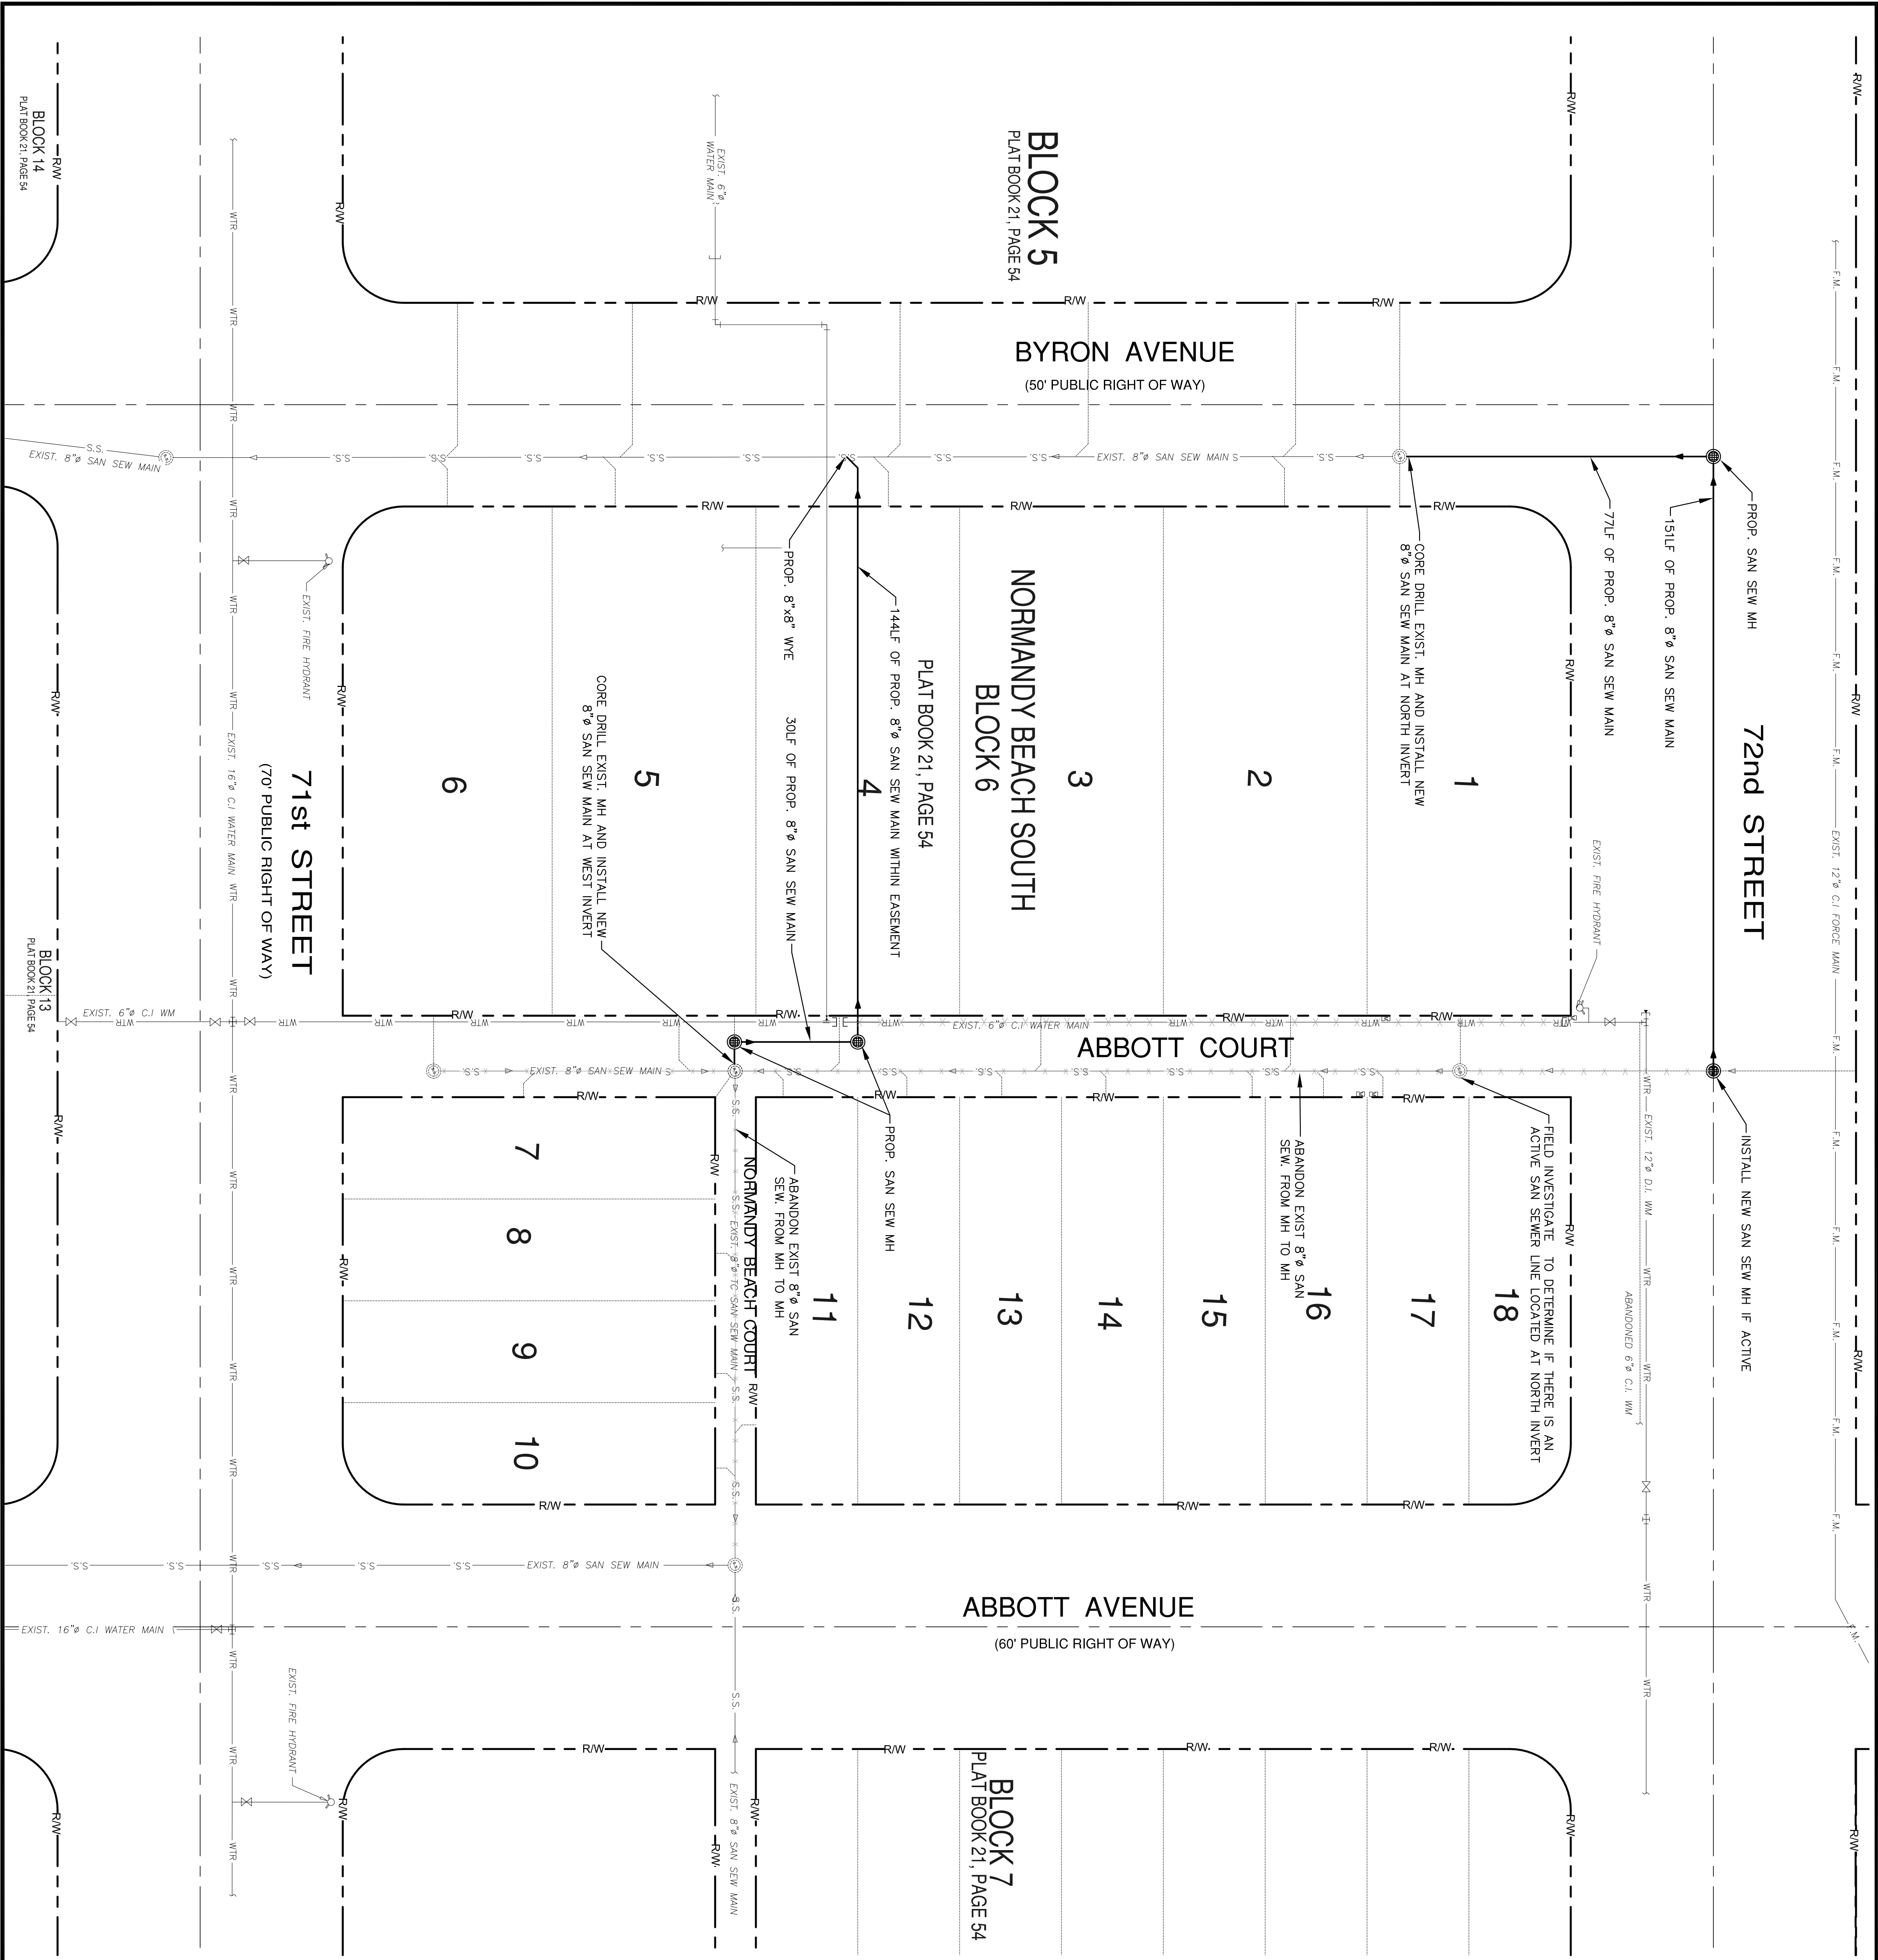 BLOCK 14
PLAT BOOK 21, PAGE 54
BLOCK 5
PLAT BOOK 21, PAGE 54
EXIST. 6"ø
WATER MAIN
BYRON AVENUE
(50' PUBLIC RIGHT OF WAY)
EXIST. 8"ø SAN SEW MAIN
EXIST. 8"ø SAN SEW MAIN
S.S.
R/W
WTR
F.M.
PROP. SAN SEW MH
151LF OF PROP. 8"ø SAN SEW MAIN
77LF OF PROP. 8"ø SAN SEW MAIN
CORE DRILL EXIST. MH AND INSTALL NEW
8"ø SAN SEW MAIN AT NORTH INVERT
72nd STREET
EXIST. 12"ø C.I FORCE MAIN
PROP. 8"x8" WYE
144LF OF PROP. 8"ø SAN SEW MAIN WITHIN EASEMENT
NORMANDY BEACH SOUTH
BLOCK 6
PLAT BOOK 21, PAGE 54
30LF OF PROP. 8"ø SAN SEW MAIN
CORE DRILL EXIST. MH AND INSTALL NEW
8"ø SAN SEW MAIN AT WEST INVERT
1
2
3
4
5
6
EXIST. FIRE HYDRANT
EXIST. 16"ø C.I WATER MAIN
71st STREET
(70' PUBLIC RIGHT OF WAY)
BLOCK 13
PLAT BOOK 21, PAGE 54
EXIST. FIRE HYDRANT
EXIST. 6"ø C.I WM
EXIST. 6"ø C.I WATER MAIN
ABBOTT COURT
EXIST. 8"ø SAN SEW MAIN
INSTALL NEW SAN SEW MH IF ACTIVE
EXIST. 12"ø D.I. WM
ABANDONED 6"ø C.I. WM
FIELD INVESTIGATE TO DETERMINE IF THERE IS AN
ACTIVE SAN SEWER LINE LOCATED AT NORTH INVERT
ABANDON EXIST 8"ø SAN
SEW. FROM MH TO MH
PROP. SAN SEW MH
ABANDON EXIST 8"ø SAN
SEW. FROM MH TO MH
NORMANDY BEACH COURT
EXIST. 8"ø TC SAN SEW MAIN
7
8
9
10
11
12
13
14
15
16
17
18
EXIST. 8"ø SAN SEW MAIN
ABBOTT AVENUE
(60' PUBLIC RIGHT OF WAY)
EXIST. 16"ø C.I WATER MAIN
EXIST. FIRE HYDRANT
EXIST. 8"ø SAN SEW MAIN
BLOCK 7
PLAT BOOK 21, PAGE 54